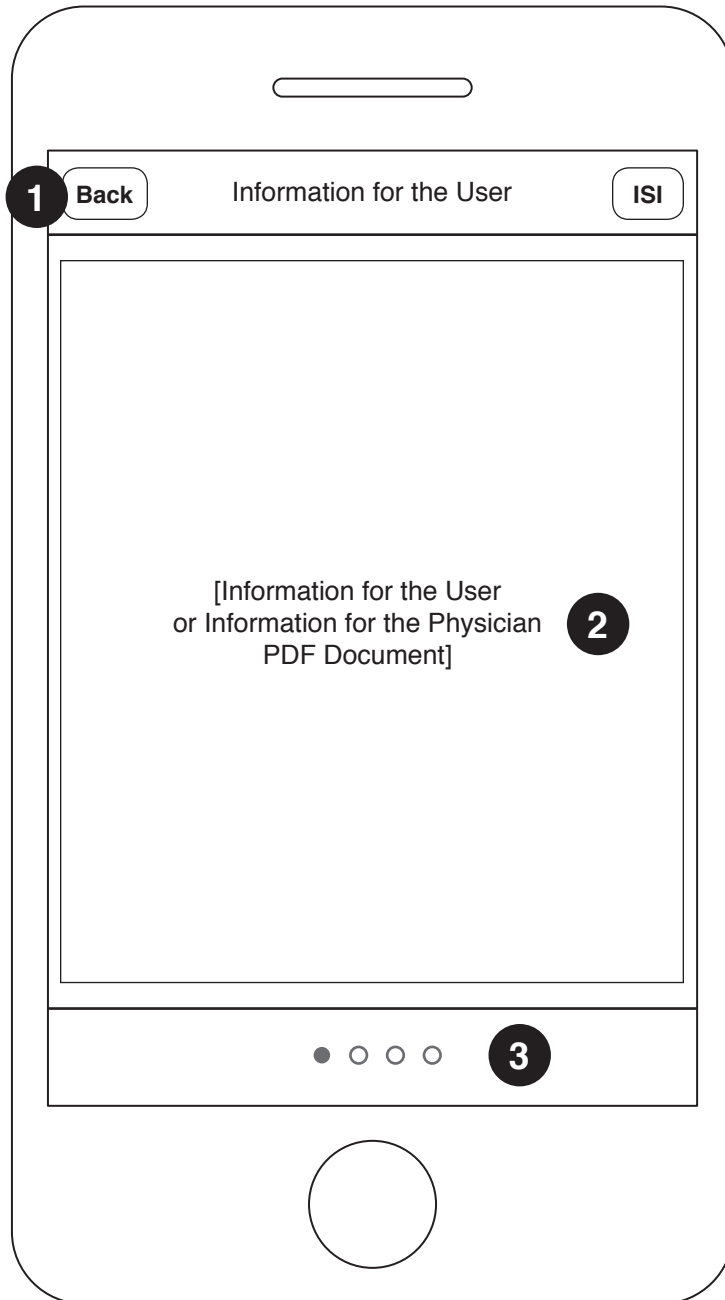 1
Back
Information for the User
ISI
[Information for the User
or Information for the Physician
PDF Document]
2
3